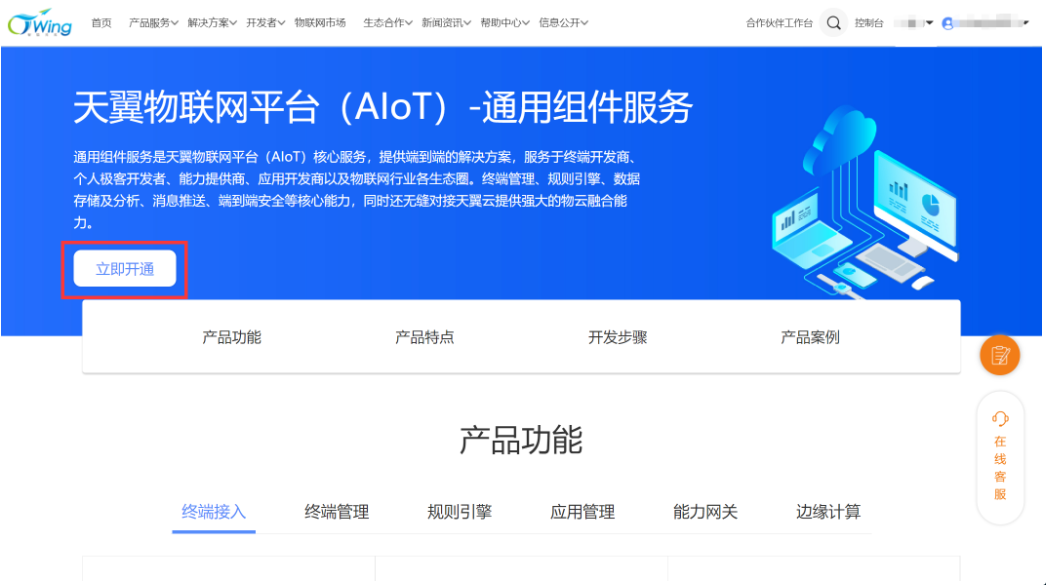 TWing
首页 产品服务 解决方案 开发者 物联网市场 生态合作 新闻资讯 帮助中心 信息公开 合作伙伴工作台 控制台
天翼物联网平台（AIoT）-通用组件服务
通用组件服务是天翼物联网平台（AIoT）核心服务，提供端到端的解决方案，服务于终端开发商、
个人极客开发者、能力提供商、应用开发商以及物联网行业各生态圈。终端管理、规则引擎、数据
存储及分析、消息推送、端到端安全等核心能力，同时还无缝对接天翼云提供强大的物云融合能
力。
立即开通
产品功能 产品特点 开发步骤 产品案例
在
线
客
服
产品功能
终端接入 终端管理 规则引擎 应用管理 能力网关 边缘计算